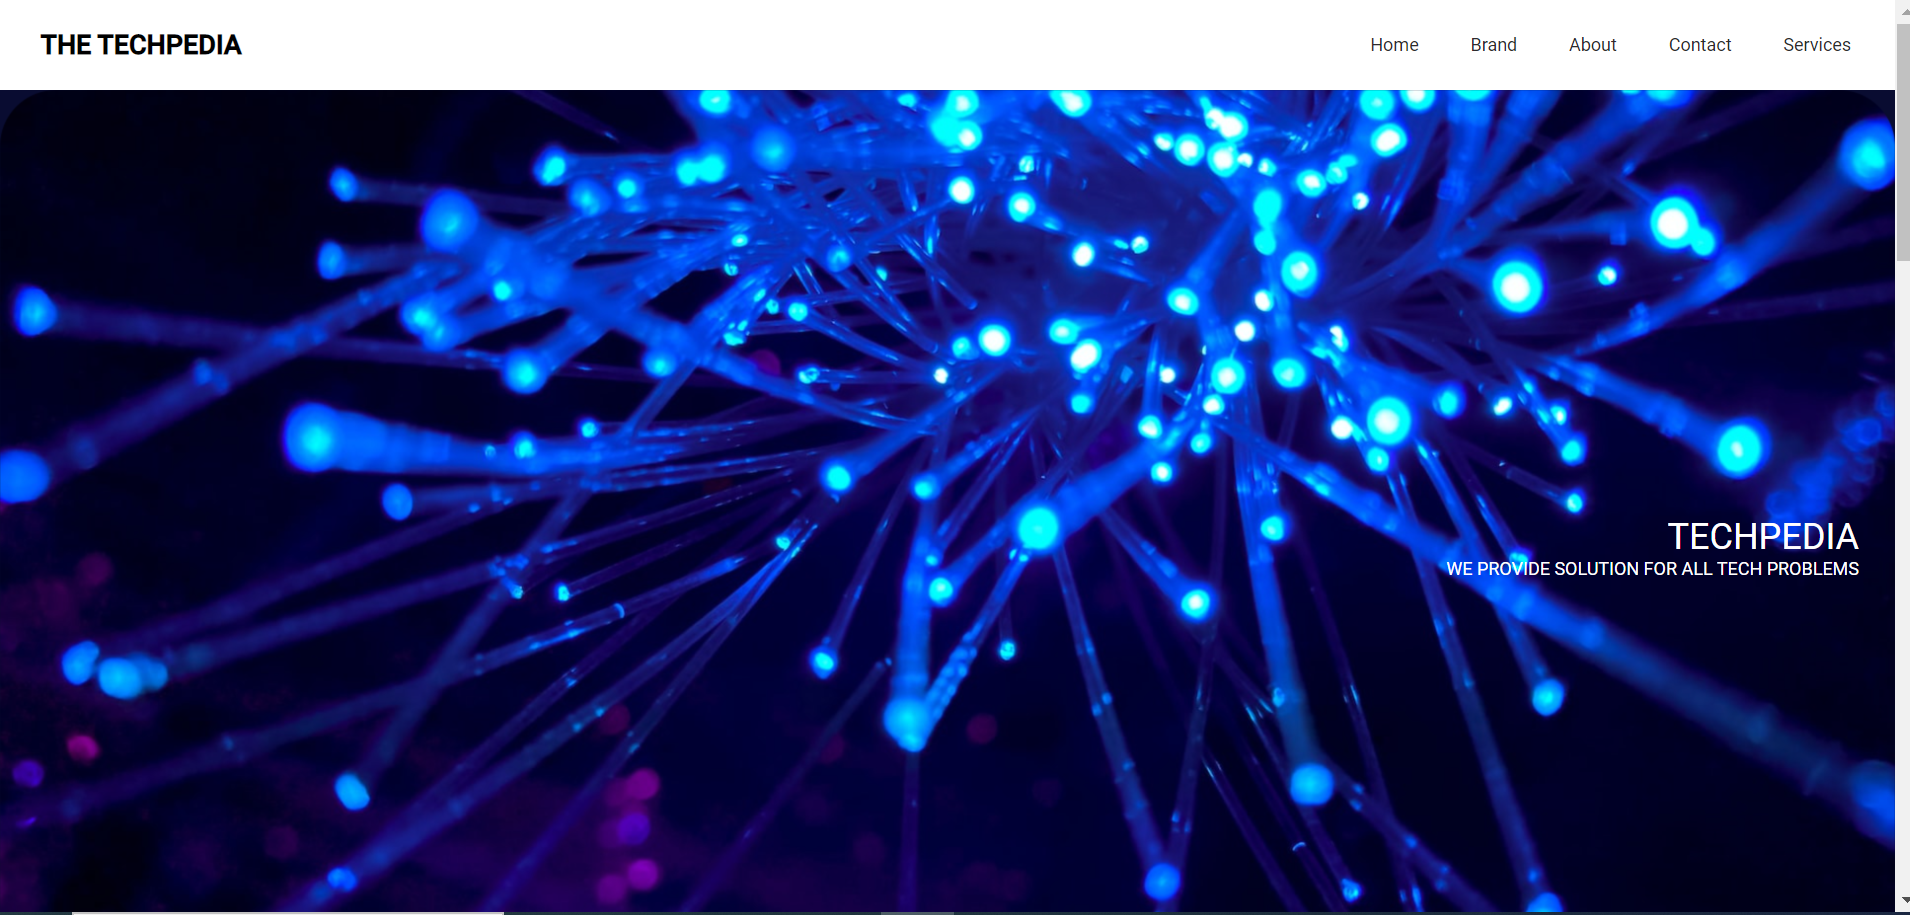 THE TECHPEDIA
Home Brand About Contact Services
TECHPEDIA
WE PROVIDE SOLUTION FOR ALL TECH PROBLEMS